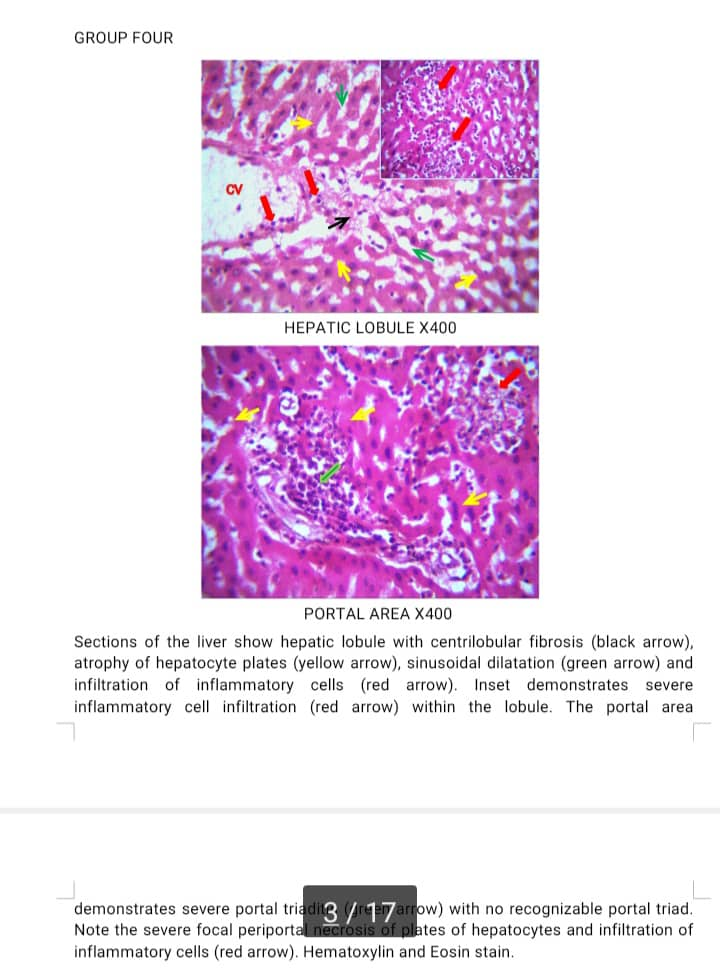 GROUP FOUR
CV
HEPATIC LOBULE X400
PORTAL AREA X400
Sections of the liver show hepatic lobule with centrilobular fibrosis (black arrow),
atrophy of hepatocyte plates (yellow arrow), sinusoidal dilatation (green arrow) and
infiltration of inflammatory cells (red arrow). Inset demonstrates severe
inflammatory cell infiltration (red arrow) within the lobule. The portal area
demonstrates severe portal triaditis (green arrow) with no recognizable portal triad.
3 / 17
Note the severe focal periportal necrosis of plates of hepatocytes and infiltration of
inflammatory cells (red arrow). Hematoxylin and Eosin stain.